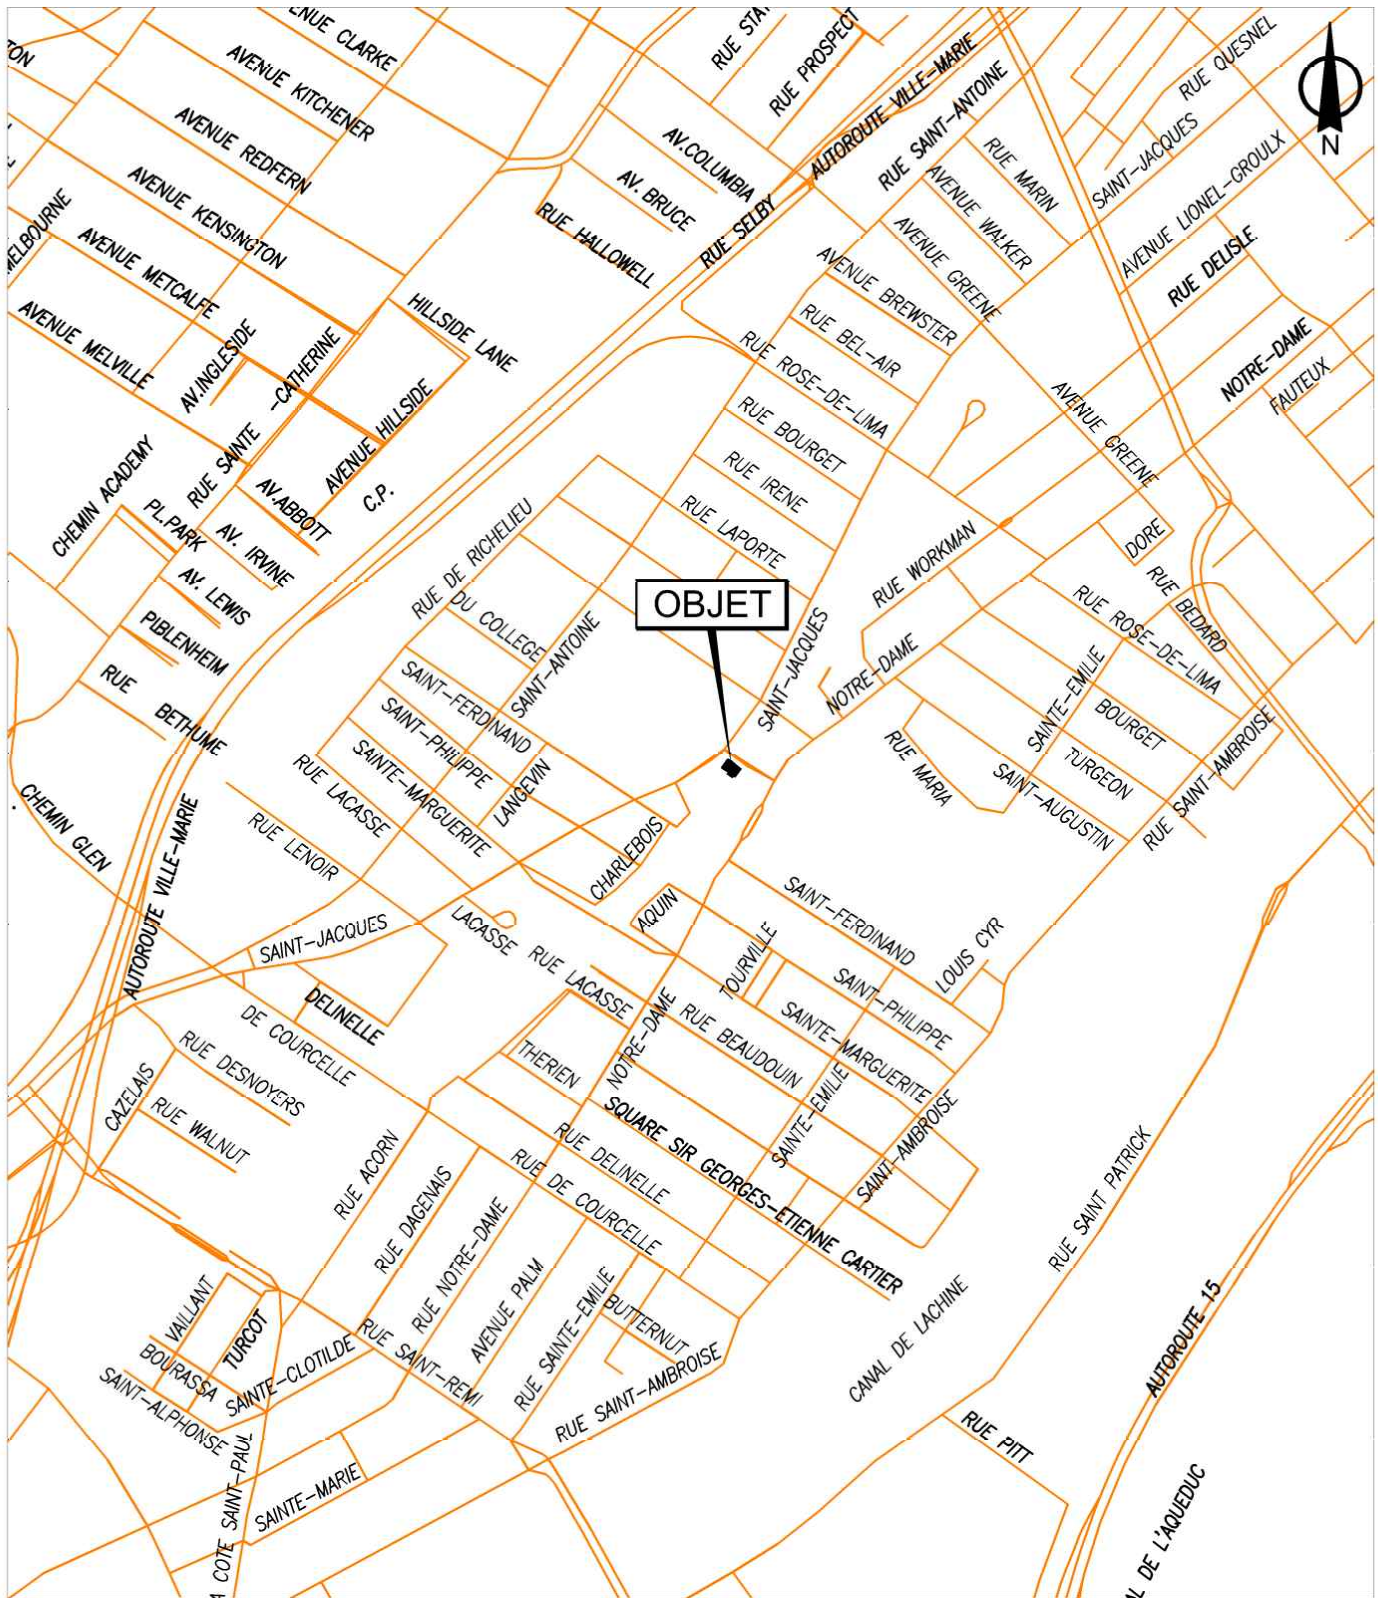 AVENUE KITCHENER
AVENUE REDFERN
AVENUE KENSINGTON
AVENUE METCALFE
AVENUE MELVILLE
RUE PROSPECT
AUTOROUTE VILLE-MARIE
RUE SAINT-ANTOINE
RUE QUESNEL
N
AV.COLUMBIA
AV. BRUCE
RUE HALLOWELL
RUE SELBY
RUE MARIN
AVENUE WALKER
AVENUE GREENE
SAINT-JACQUES
AVENUE LIONEL-GROULX
RUE DELISLE
AVENUE BREWSTER
RUE BEL-AIR
NOTRE-DAME
FAUTEUX
HILLSIDE LANE
AV.INGLESIDE
RUE SAINTE
-CATHERINE
AVENUE HILLSIDE
C.P.
RUE ROSE-DE-LIMA
AVENUE GREENE
RUE BOURGET
RUE IRENE
RUE LAPORTE
CHEMIN ACADEMY
PL.PARK
AV.ABBOTT
AV. IRVINE
AV. LEWIS
PlBLENHEIM
RUE
BETHUME
RUE DE RICHELIEU
DU COLLEGE
SAINT-ANTOINE
OBJET
SAINT-JACQUES
RUE WORKMAN
NOTRE-DAME
DORE
RUE BEDARD
RUE ROSE-DE-LIMA
SAINTE-EMILIE
BOURGET
TURGEON
SAINT-AUGUSTIN
RUE SAINT-AMBROISE
RUE MARIA
SAINT-FERDINAND
SAINT-PHILIPPE
SAINTE-MARGUERITE
RUE LACASSE
LANGEVIN
CHARLEBOIS
CHEMIN GLEN
AUTOROUTE VILLE-MARIE
RUE LENOIR
SAINT-JACQUES
LACASSE
RUE LACASSE
AQUIN
SAINT-FERDINAND
TOURVILLE
LOUIS CYR
SAINT-PHILIPPE
SAINTE-MARGUERITE
NOTRE-DAME
RUE BEAUDOUIN
DELINELLE
DE COURCELLE
RUE DESNOYERS
CAZELAIS
RUE WALNUT
THERIEN
SAINTE-EMILIE
SAINT-AMBROISE
SQUARE SIR GEORGES-ETIENNE CARTIER
RUE DELINELLE
RUE DE COURCELLE
RUE ACORN
RUE DAGENAIS
RUE NOTRE-DAME
AVENUE PALM
RUE SAINTE-EMILIE
BUTTERNUT
RUE SAINT PATRICK
CANAL DE LACHINE
AUTOROUTE 15
VAILLANT
TURCOT
BOURASSA
SAINT-ALPHONSE
SAINTE-CLOTILDE
RUE SAINT-REMI
RUE SAINT-AMBROISE
RUE PITT
SAINTE-MARIE
COTE SAINT-PAUL
DE L'AQUEDUC